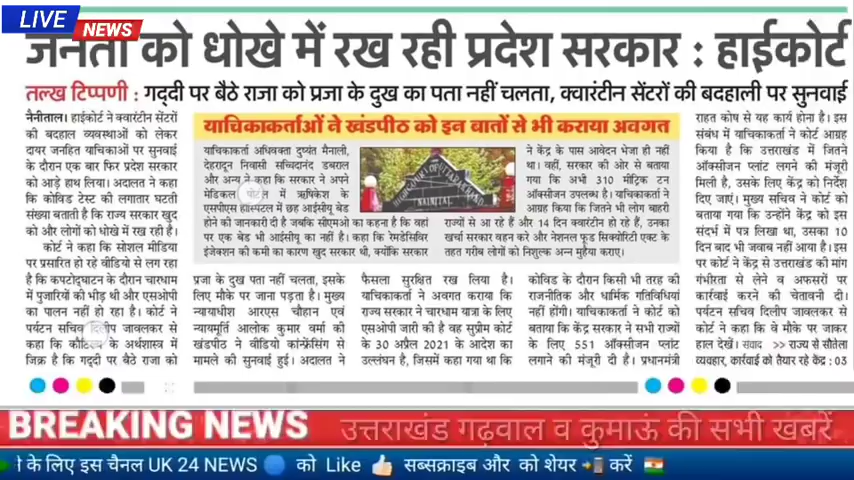 LIVE
NEWS
जनता को धोखे में रख रही प्रदेश सरकार : हाईकोर्ट
तल्ख टिप्पणी : गद्दी पर बैठे राजा को प्रजा के दुख का पता नहीं चलता, क्वारंटीन सेंटरों की बदहाली पर सुनवाई
नैनीताल। हाईकोर्ट ने क्वारंटीन सेंटरों
की बदहाल व्यवस्थाओं को लेकर
दायर जनहित याचिकाओं पर सुनवाई
के दौरान एक बार फिर प्रदेश सरकार
को आड़े हाथ लिया। अदालत ने कहा
कि कोविड टेस्ट की लगातार घटती
संख्या बताती है कि राज्य सरकार खुद
को और लोगों को धोखे में रख रही है।
कोर्ट ने कहा कि सोशल मीडिया
पर प्रसारित हो रहे वीडियो से लग रहा
है कि कपाटोद्घाटन के दौरान चारधाम
में पुजारियों की भीड़ थी और एसओपी
का पालन नहीं हो रहा है। कोर्ट ने
पर्यटन सचिव दिलीप जावलकर से
कहा कि कौटिल्य के अर्थशास्त्र में
जिक्र है कि गद्दी पर बैठे राजा को
याचिकाकर्ताओं ने खंडपीठ को इन बातों से भी कराया अवगत
याचिकाकर्ता अधिवक्ता दुष्यंत मैनाली,
देहरादून निवासी सच्चिदानंद डबराल
और अन्य ने कहा कि सरकार ने अपने
मेडिकल पोर्टल में ऋषिकेश के
एसपीएस हॉस्पिटल में छह आईसीयू बेड
होने की जानकारी दी है जबकि सीएमओ का कहना है कि वहां
पर एक बेड भी आईसीयू का नहीं है। कहा कि रेमडेसिविर
इंजेक्शन की कमी का कारण खुद सरकार थी, क्योंकि सरकार
HIGH COURT OF UTTARAKHAND
NAINITAL
ने केंद्र के पास आवेदन भेजा ही नहीं
था। वहीं, सरकार की ओर से बताया
गया कि अभी 310 मीट्रिक टन
ऑक्सीजन उपलब्ध है। याचिकाकर्ता ने
आग्रह किया कि जितने भी लोग बाहरी
राज्यों से आ रहे हैं और 14 दिन क्वारंटीन हो रहे हैं, उनका
खर्चा सरकार वहन करे और नेशनल फूड सिक्योरिटी एक्ट के
तहत गरीब लोगों को निशुल्क अन्न मुहैया कराए।
प्रजा के दुख पता नहीं चलता, इसके
लिए मौके पर जाना पड़ता है। मुख्य
न्यायाधीश आरएस चौहान एवं
न्यायमूर्ति आलोक कुमार वर्मा की
खंडपीठ ने वीडियो कांफ्रेंसिंग से
मामले की सुनवाई हुई। अदालत ने
फैसला सुरक्षित रख लिया है।
याचिकाकर्ता ने अवगत कराया कि
राज्य सरकार ने चारधाम यात्रा के लिए
एसओपी जारी की है वह सुप्रीम कोर्ट
के 30 अप्रैल 2021 के आदेश का
उल्लंघन है, जिसमें कहा गया था कि
कोविड के दौरान किसी भी तरह की
राजनीतिक और धार्मिक गतिविधियां
नहीं होंगी। याचिकाकर्ता ने कोर्ट को
बताया कि केंद्र सरकार ने सभी राज्यों
के लिए 551 ऑक्सीजन प्लांट
लगाने की मंजूरी दी है। प्रधानमंत्री
राहत कोष से यह कार्य होना है। इस
संबंध में याचिकाकर्ता ने कोर्ट आग्रह
किया है कि उत्तराखंड में जितने
ऑक्सीजन प्लांट लगने की मंजूरी
मिली है, उसके लिए केंद्र को निर्देश
दिए जाएं। मुख्य सचिव ने कोर्ट को
बताया गया कि उन्होंने केंद्र को इस
संदर्भ में पत्र लिखा था, उसका 10
दिन बाद भी जवाब नहीं आया है। इस
पर कोर्ट ने केंद्र से उत्तराखंड की मांग
गंभीरता से लेने व अफसरों पर
कार्रवाई करने की चेतावनी दी।
पर्यटन सचिव दिलीप जावलकर से
कोर्ट ने कहा कि वे मौके पर जाकर
हाल देखें। संवाद >> राज्य से सौतेला
व्यवहार, कार्रवाई को तैयार रहे केंद्र : 03
BREAKING NEWS उत्तराखंड गढ़वाल व कुमाऊं की सभी खबरें
के लिए इस चैनल UK 24 NEWS 🔵 को Like 👍🏻 सब्सक्राइब और को शेयर 📲 करें 🇮🇳